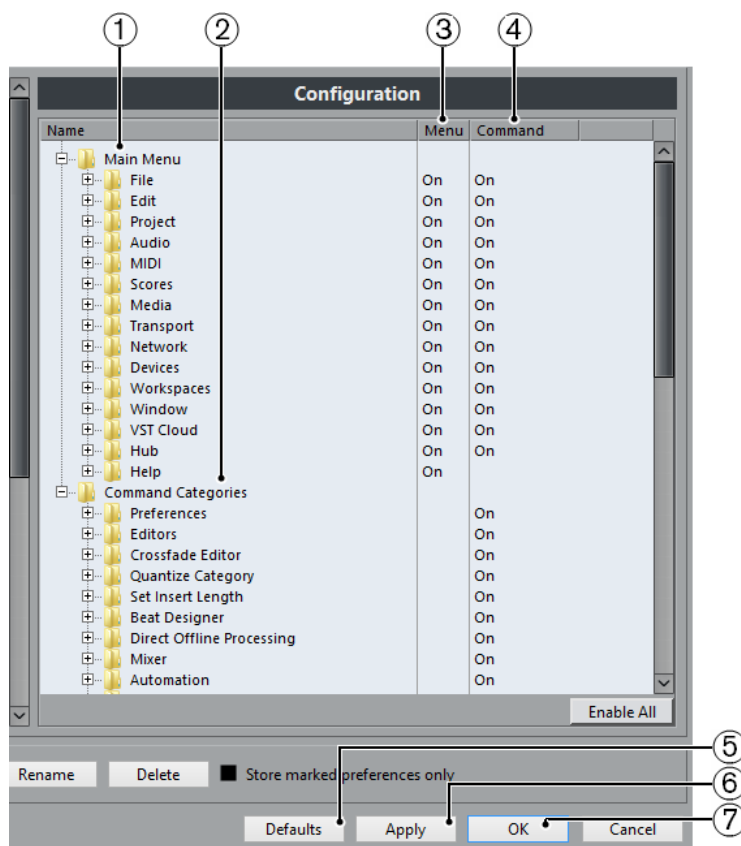 1 2 3 4
Configuration
Name Menu Command
Main Menu
File On On
Edit On On
Project On On
Audio On On
MIDI On On
Scores On On
Media On On
Transport On On
Network On On
Devices On On
Workspaces On On
Window On On
VST Cloud On On
Hub On On
Help On
Command Categories
Preferences On
Editors On
Crossfade Editor On
Quantize Category On
Set Insert Length On
Beat Designer On
Direct Offline Processing On
Mixer On
Automation On
Enable All
5
Rename Delete Store marked preferences only
6
Defaults Apply OK Cancel 7